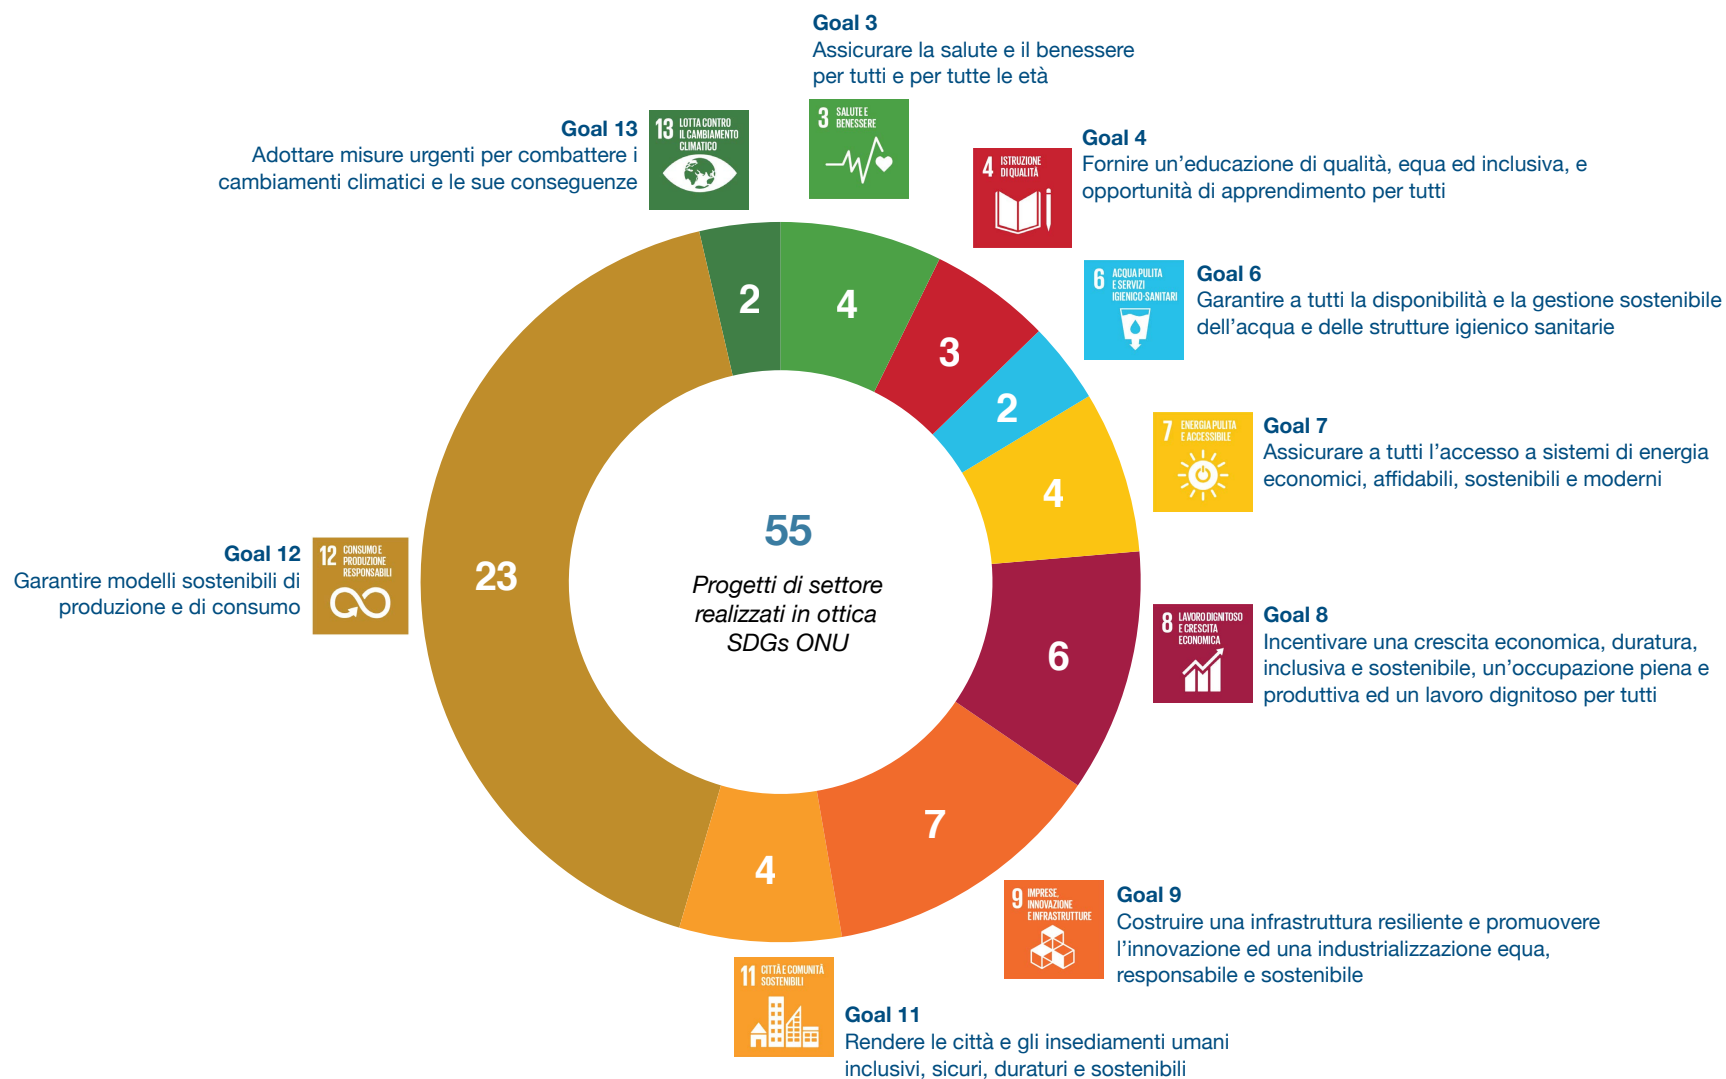 Goal 3
Assicurare la salute e il benessere
per tutti e per tutte le età
3 SALUTE E
BENESSERE
Goal 13
Adottare misure urgenti per combattere i
cambiamenti climatici e le sue conseguenze
13 LOTTA CONTRO
IL CAMBIAMENTO
CLIMATICO
4 ISTRUZIONE
DI QUALITÀ
Goal 4
Fornire un’educazione di qualità, equa ed inclusiva, e
opportunità di apprendimento per tutti
6 ACQUA PULITA
E SERVIZI
IGIENICO-SANITARI
Goal 6
Garantire a tutti la disponibilità e la gestione sostenibile
dell’acqua e delle strutture igienico sanitarie
7 ENERGIA PULITA
E ACCESSIBILE
Goal 7
Assicurare a tutti l’accesso a sistemi di energia
economici, affidabili, sostenibili e moderni
8 LAVORO DIGNITOSO
E CRESCITA
ECONOMICA
Goal 8
Incentivare una crescita economica, duratura,
inclusiva e sostenibile, un’occupazione piena e
produttiva ed un lavoro dignitoso per tutti
9 IMPRESE,
INNOVAZIONE
E INFRASTRUTTURE
Goal 9
Costruire una infrastruttura resiliente e promuovere
l’innovazione ed una industrializzazione equa,
responsabile e sostenibile
11 CITTÀ E COMUNITÀ
SOSTENIBILI
Goal 11
Rendere le città e gli insediamenti umani
inclusivi, sicuri, duraturi e sostenibili
Goal 12
Garantire modelli sostenibili di
produzione e di consumo
12 CONSUMO E
PRODUZIONE
RESPONSABILI
2
4
3
2
4
6
7
4
23
55
Progetti di settore
realizzati in ottica
SDGs ONU